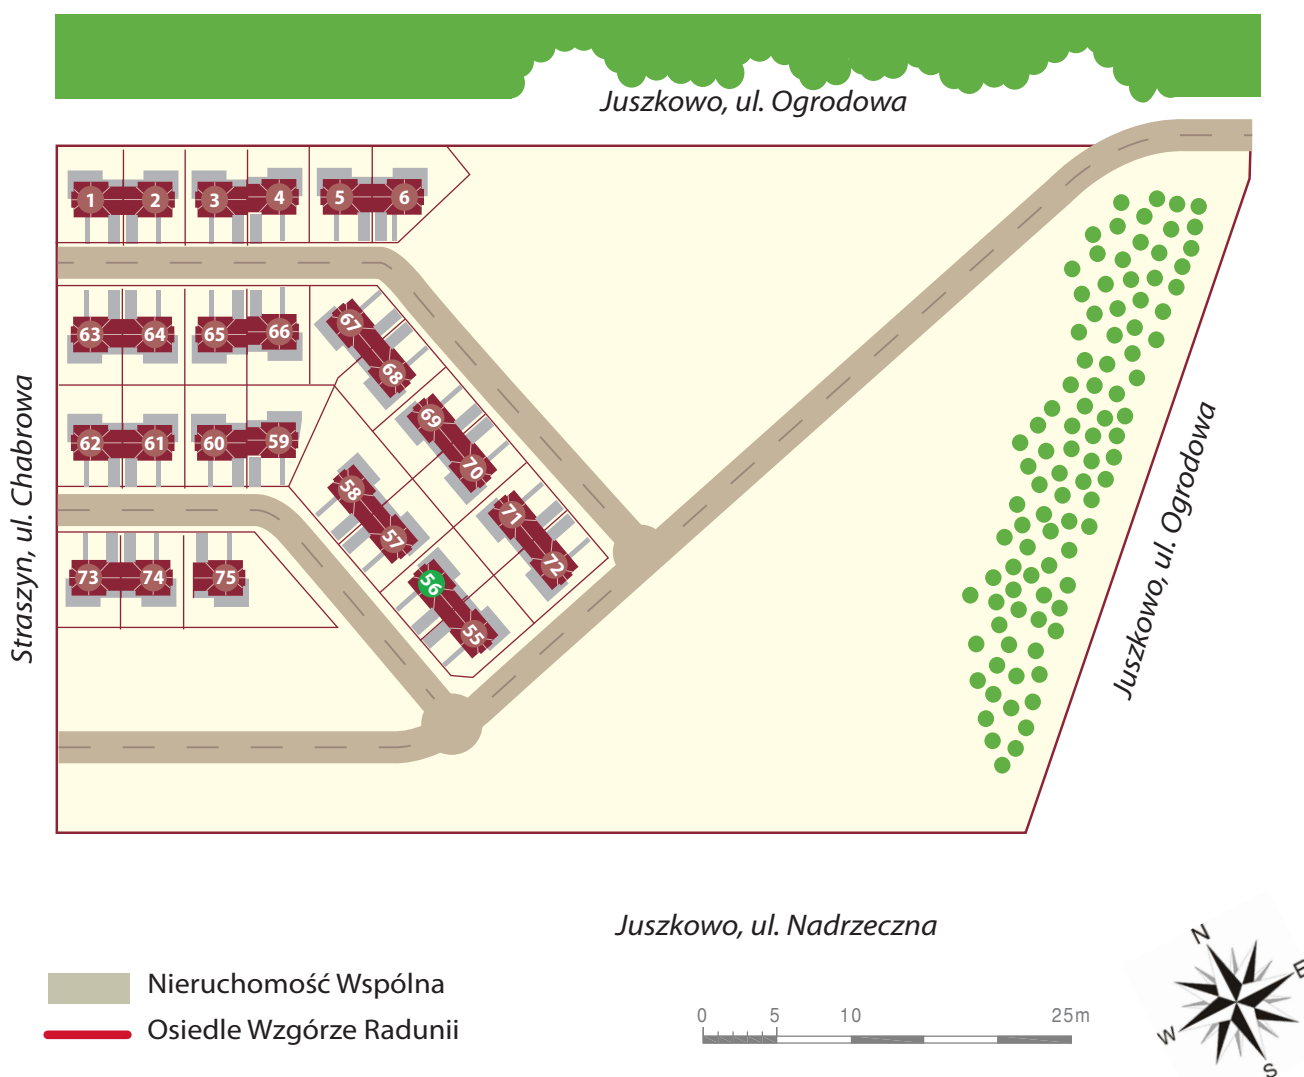 Juszkowo, ul. Ogrodowa
1 2 3 4 5 6
63 64 65 66 67
68
62 61 60 59 69
70
58 71
57 72
73 74 75 56
55
Straszyn, ul. Chabrowa
Juszkowo, ul. Ogrodowa
Juszkowo, ul. Nadrzeczna
N
E
W
S
Nieruchomość Wspólna
Osiedle Wzgórze Radunii
0 5 10 25m